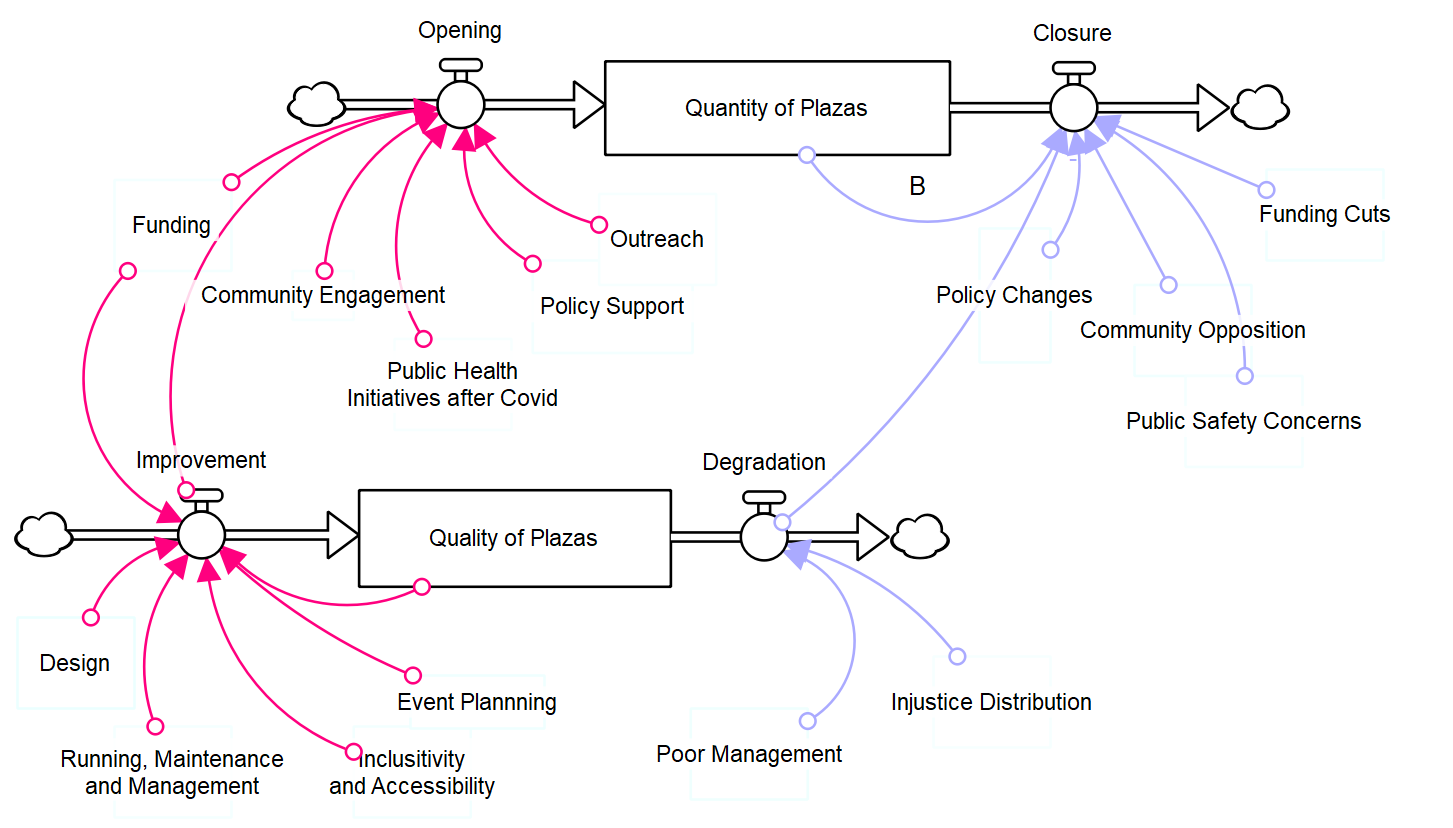 Opening
Closure
Quantity of Plazas
B
Funding
Outreach
Funding Cuts
Community Engagement
Policy Support
Policy Changes
Community Opposition
Public Health
Initiatives after Covid
Public Safety Concerns
Improvement
Degradation
Quality of Plazas
Design
Event Plannning
Injustice Distribution
Running, Maintenance
and Management
Inclusitivity
and Accessibility
Poor Management